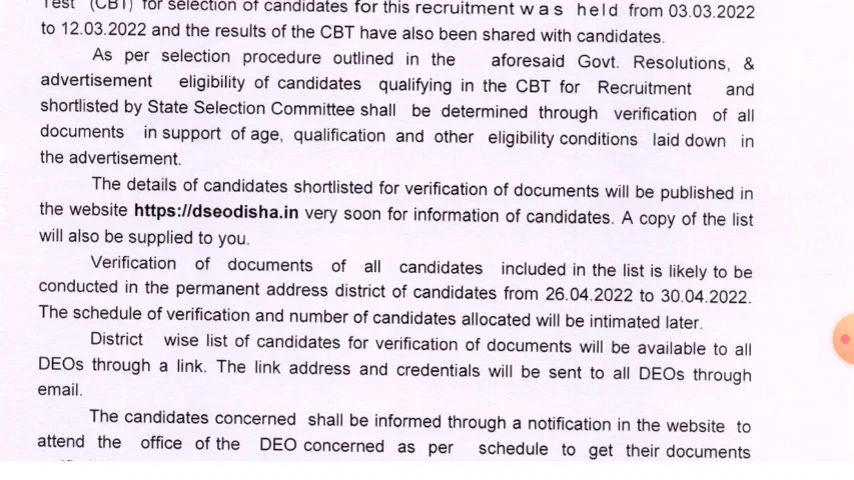 Test (CBT) for selection of candidates for this recruitment was held from 03.03.2022
to 12.03.2022 and the results of the CBT have also been shared with candidates.
As per selection procedure outlined in the aforesaid Govt. Resolutions, &
advertisement eligibility of candidates qualifying in the CBT for Recruitment and
shortlisted by State Selection Committee shall be determined through verification of all
documents in support of age, qualification and other eligibility conditions laid down in
the advertisement.
The details of candidates shortlisted for verification of documents will be published in
the website https://dseodisha.in very soon for information of candidates. A copy of the list
will also be supplied to you.
Verification of documents of all candidates included in the list is likely to be
conducted in the permanent address district of candidates from 26.04.2022 to 30.04.2022.
The schedule of verification and number of candidates allocated will be intimated later.
District wise list of candidates for verification of documents will be available to all
DEOs through a link. The link address and credentials will be sent to all DEOs through
email.
The candidates concerned shall be informed through a notification in the website to
attend the office of the DEO concerned as per schedule to get their documents